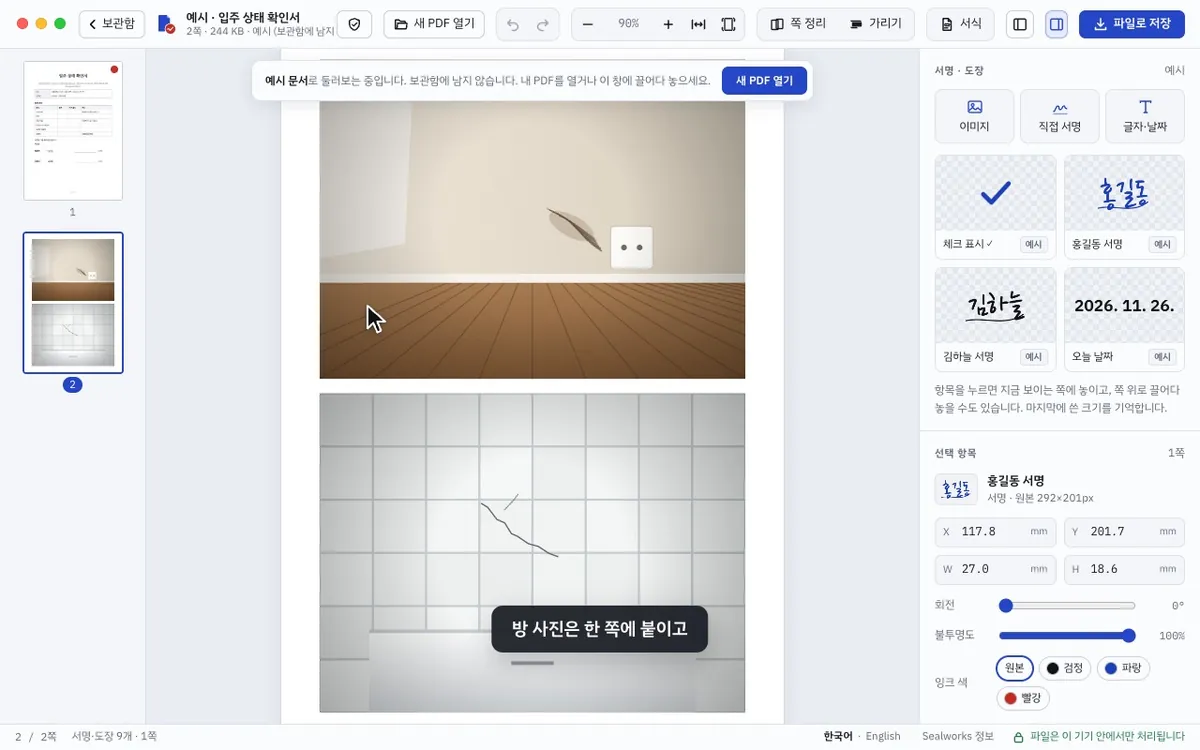 보관함
예시 · 입주 상태 확인서
2쪽 · 244 KB · 예시 (보관함에 남지
새 PDF 열기
90%
쪽 정리
가리기
서식
파일로 저장
예시 문서로 둘러보는 중입니다. 보관함에 남지 않습니다. 내 PDF를 열거나 이 창에 끌어다 놓으세요.
새 PDF 열기
1
2
방 사진은 한 쪽에 붙이고
서명 · 도장
예시
이미지
직접 서명
글자·날짜
홍길동
체크 표시✓
예시
홍길동 서명
예시
김하늘
2026. 11. 26.
김하늘 서명
예시
오늘 날짜
예시
항목을 누르면 지금 보이는 쪽에 놓이고, 쪽 위로 끌어다
놓을 수도 있습니다. 마지막에 쓴 크기를 기억합니다.
선택 항목
1쪽
홍길동
홍길동 서명
서명 · 원본 292×201px
X 117.8 mm
Y 201.7 mm
W 27.0 mm
H 18.6 mm
회전
0°
불투명도
100%
잉크 색
원본
검정
파랑
빨강
2 / 2쪽
서명·도장 9개 · 1쪽
한국어 · English
Sealworks 정보
파일은 이 기기 안에서만 처리됩니다